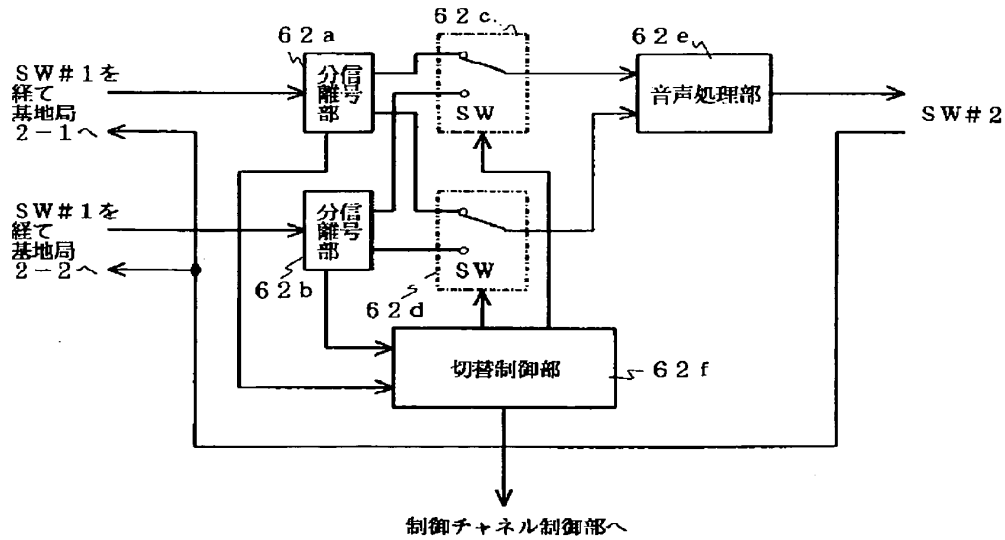 62a
62c
62e
SW#1を
経て
基地局
2-1へ
分信
離号
部
SW
音声処理部
SW#2
SW#1を
経て
基地局
2-2へ
分信
離号
部
SW
62b
62d
切替制御部
62f
制御チャネル制御部へ